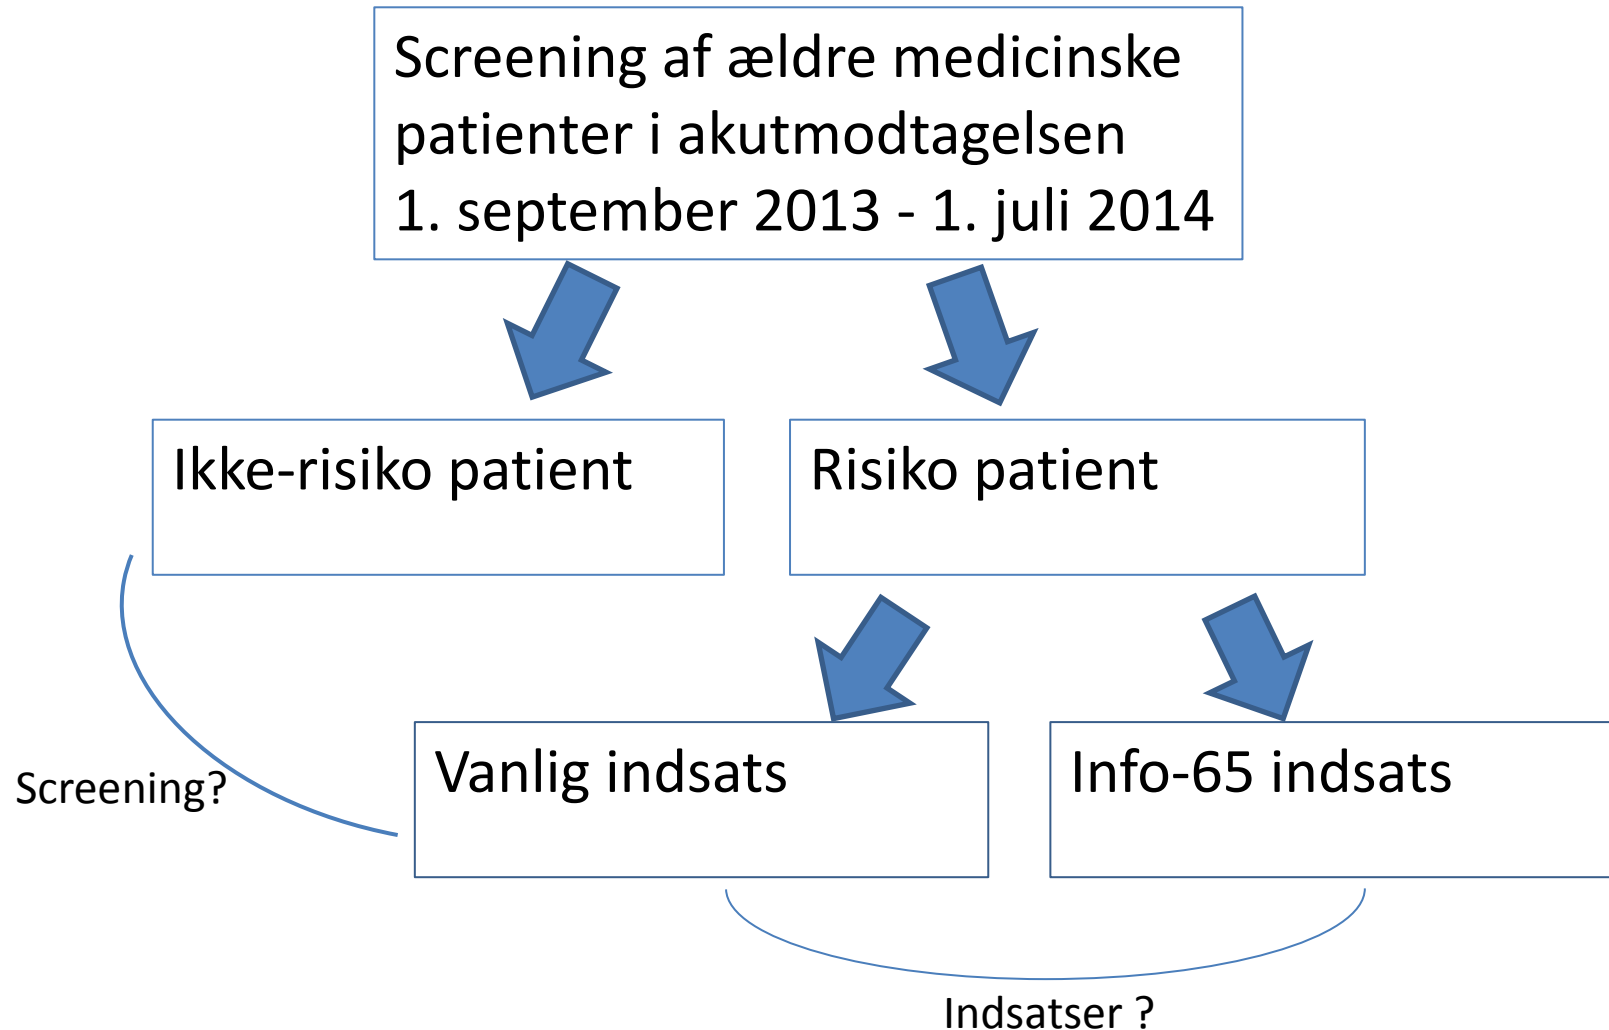 Screening af ældre medicinske
patienter i akutmodtagelsen
1. september 2013 - 1. juli 2014
Ikke-risiko patient
Risiko patient
Vanlig indsats
Info-65 indsats
Screening?
Indsatser ?